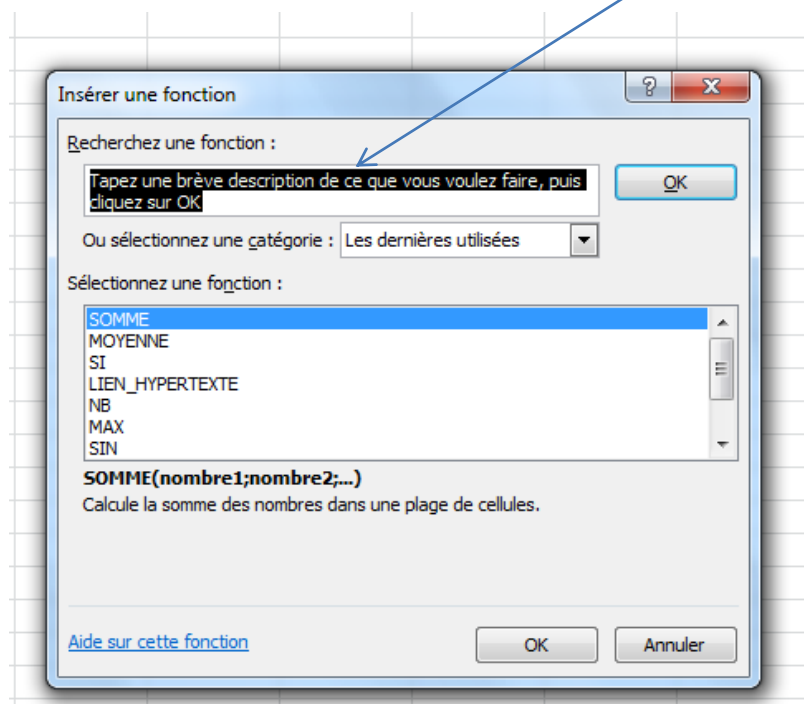 Insérer une fonction
?
X
Recherchez une fonction :
Tapez une brève description de ce que vous voulez faire, puis
cliquez sur OK
OK
Ou sélectionnez une catégorie : Les dernières utilisées
Sélectionnez une fonction :
SOMME
MOYENNE
SI
LIEN_HYPERTEXTE
NB
MAX
SIN
SOMME(nombre1;nombre2;...)
Calcule la somme des nombres dans une plage de cellules.
Aide sur cette fonction
OK
Annuler